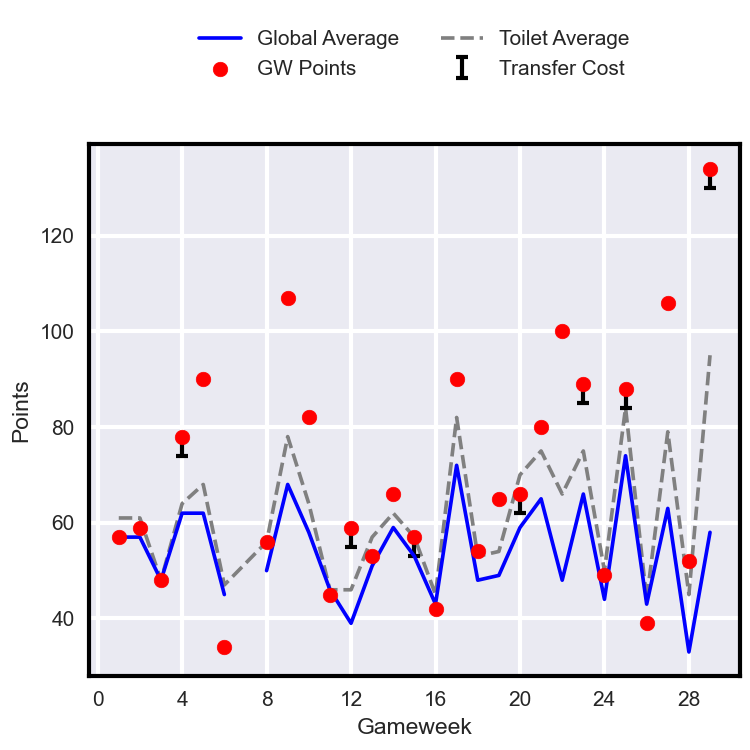 Global Average Toilet Average
GW Points Transfer Cost
120
100
80
60
40
Points
0 4 8 12 16 20 24 28
Gameweek